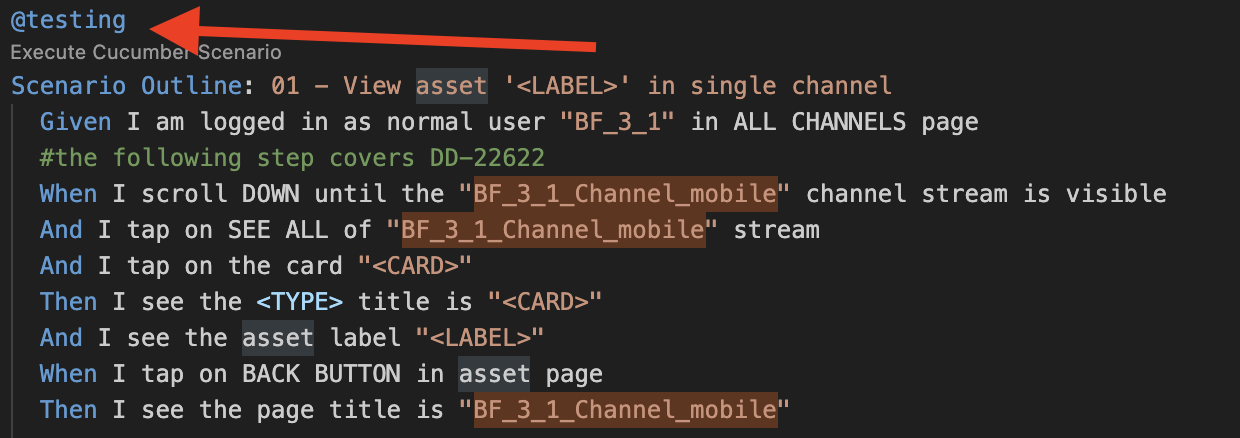 @testing
Execute Cucumber Scenario
Scenario Outline: 01 - View asset '<LABEL>' in single channel
Given I am logged in as normal user "BF_3_1" in ALL CHANNELS page
#the following step covers DD-22622
When I scroll DOWN until the "BF_3_1_Channel_mobile" channel stream is visible
And I tap on SEE ALL of "BF_3_1_Channel_mobile" stream
And I tap on the card "<CARD>"
Then I see the <TYPE> title is "<CARD>"
And I see the asset label "<LABEL>"
When I tap on BACK BUTTON in asset page
Then I see the page title is "BF_3_1_Channel_mobile"